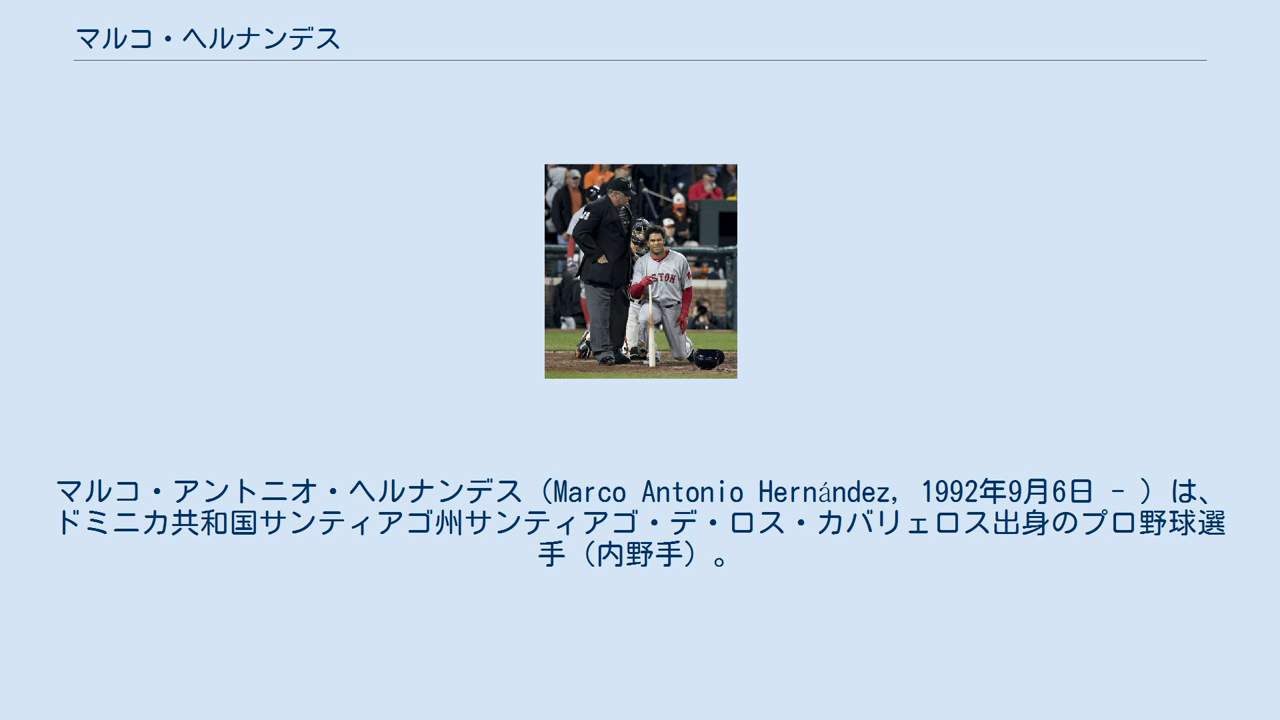 マルコ・ヘルナンデス
STON
マルコ・アントニオ・ヘルナンデス（Marco Antonio Hernández, 1992年9月6日 - ）は、
ドミニカ共和国サンティアゴ州サンティアゴ・デ・ロス・カバリェロス出身のプロ野球選
手（内野手）。